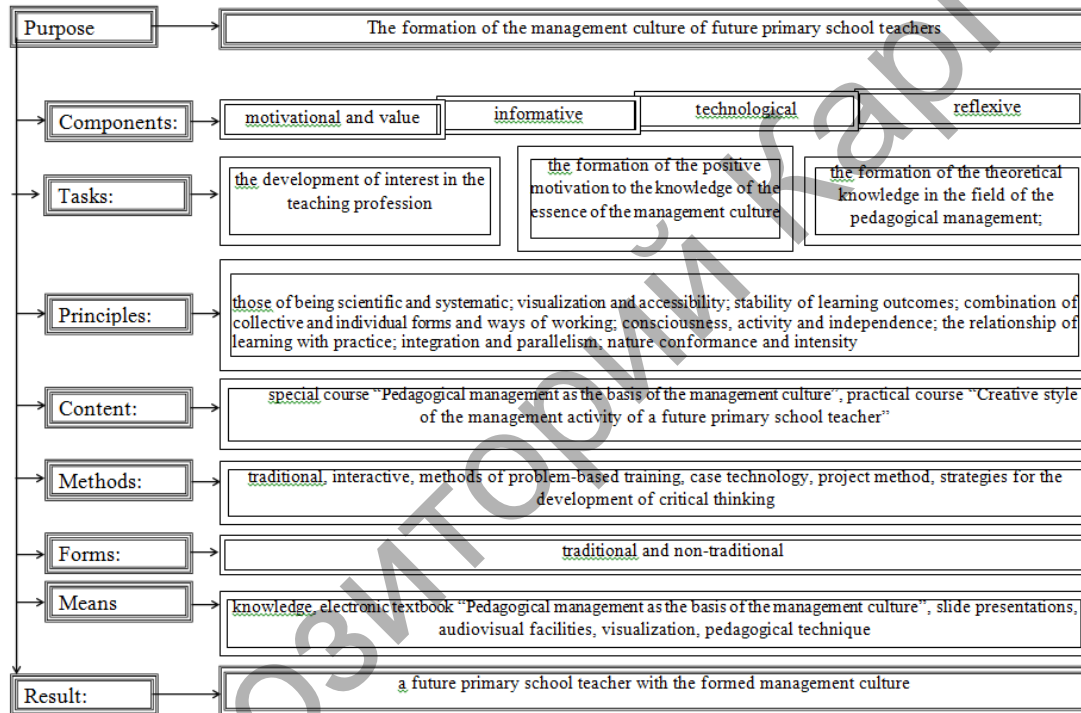 Purpose
The formation of the management culture of future primary school teachers
Components:
motivational and value
informative
technological
reflexive
Tasks:
the development of interest in the
teaching profession
the formation of the positive
motivation to the knowledge of the
essence of the management culture
the formation of the theoretical
knowledge in the field of the
pedagogical management;
Principles:
those of being scientific and systematic; visualization and accessibility; stability of learning outcomes; combination of
collective and individual forms and ways of working; consciousness, activity and independence; the relationship of
learning with practice; integration and parallelism; nature conformance and intensity
Content:
special course “Pedagogical management as the basis of the management culture”, practical course “Creative style
of the management activity of a future primary school teacher”
Methods:
traditional, interactive, methods of problem-based training, case technology, project method, strategies for the
development of critical thinking
Forms:
traditional and non-traditional
Means
knowledge, electronic textbook “Pedagogical management as the basis of the management culture”, slide presentations,
audiovisual facilities, visualization, pedagogical technique
Result:
a future primary school teacher with the formed management culture